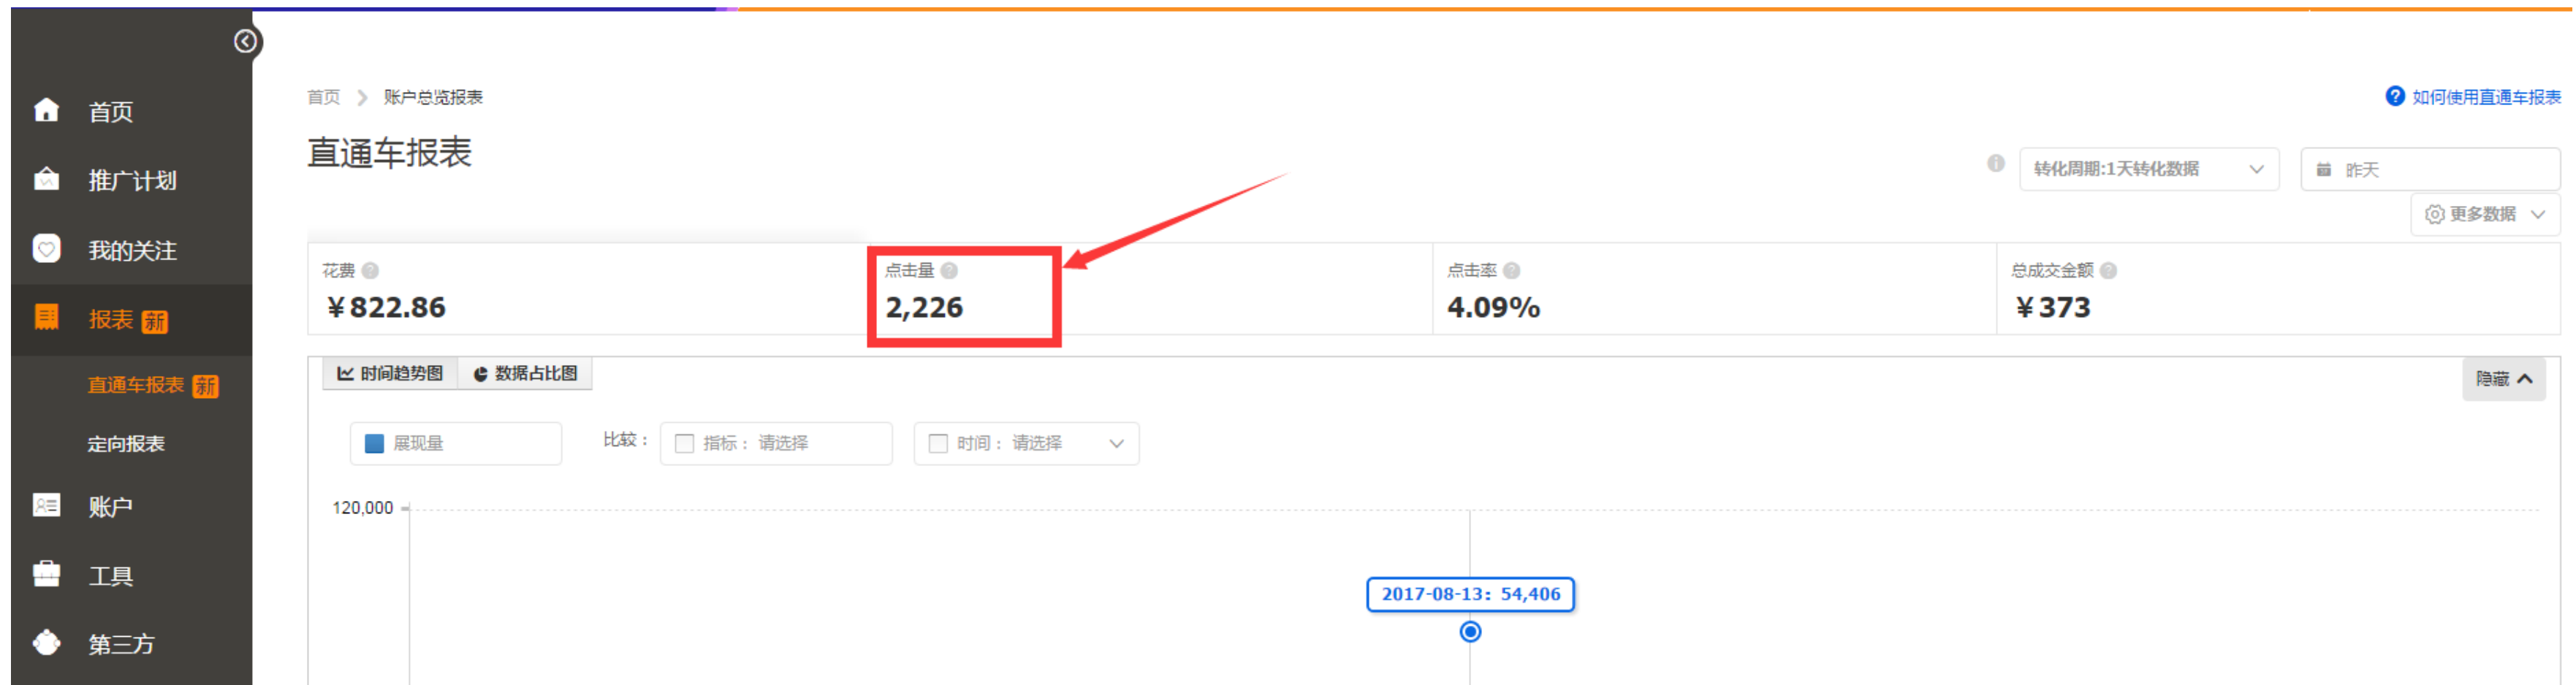 首页
推广计划
我的关注
报表 新
直通车报表 新
定向报表
账户
工具
第三方
首页 > 账户总览报表
如何使用直通车报表
直通车报表
转化周期:1天转化数据
昨天
更多数据
花费
¥822.86
点击量
2,226
点击率
4.09%
总成交金额
¥373
时间趋势图 数据占比图
隐藏
展现量 比较： 指标： 请选择 时间： 请选择
120,000
2017-08-13: 54,406